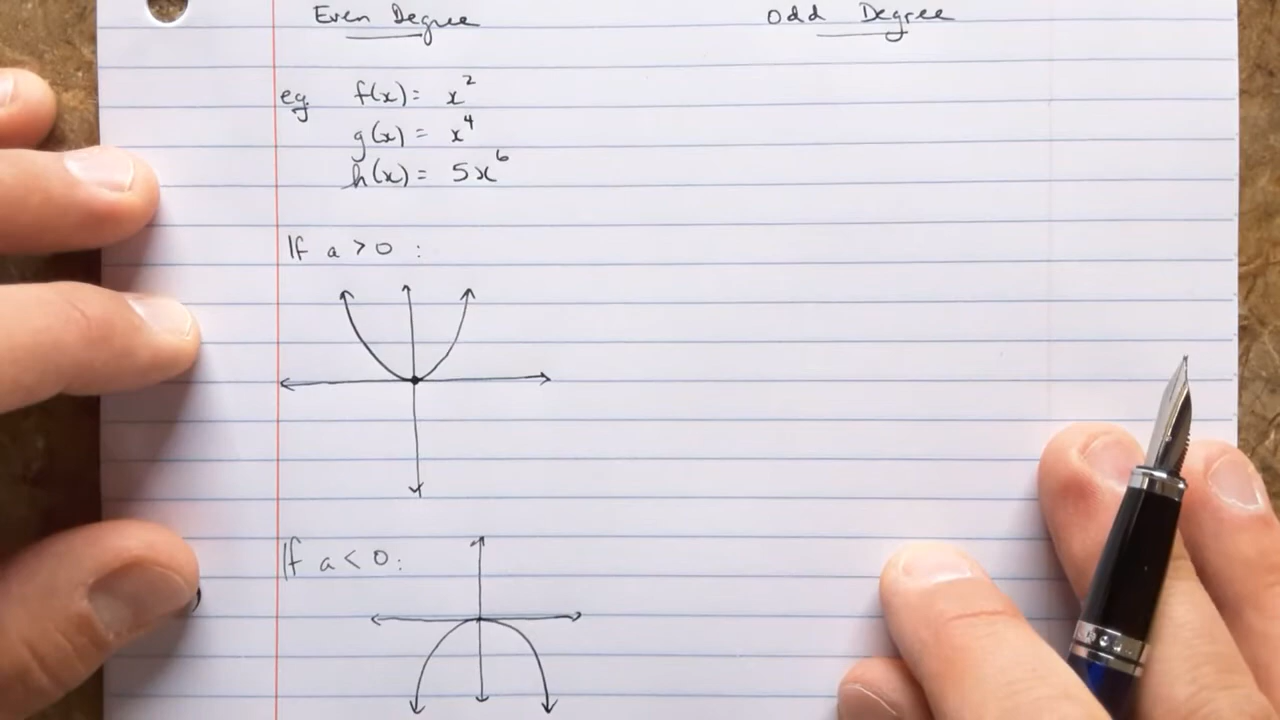 Even Degree
Odd Degree
eg. f(x) = x²
g(x) = x⁴
h(x) = 5x⁶
If a > 0 :
If a < 0 :